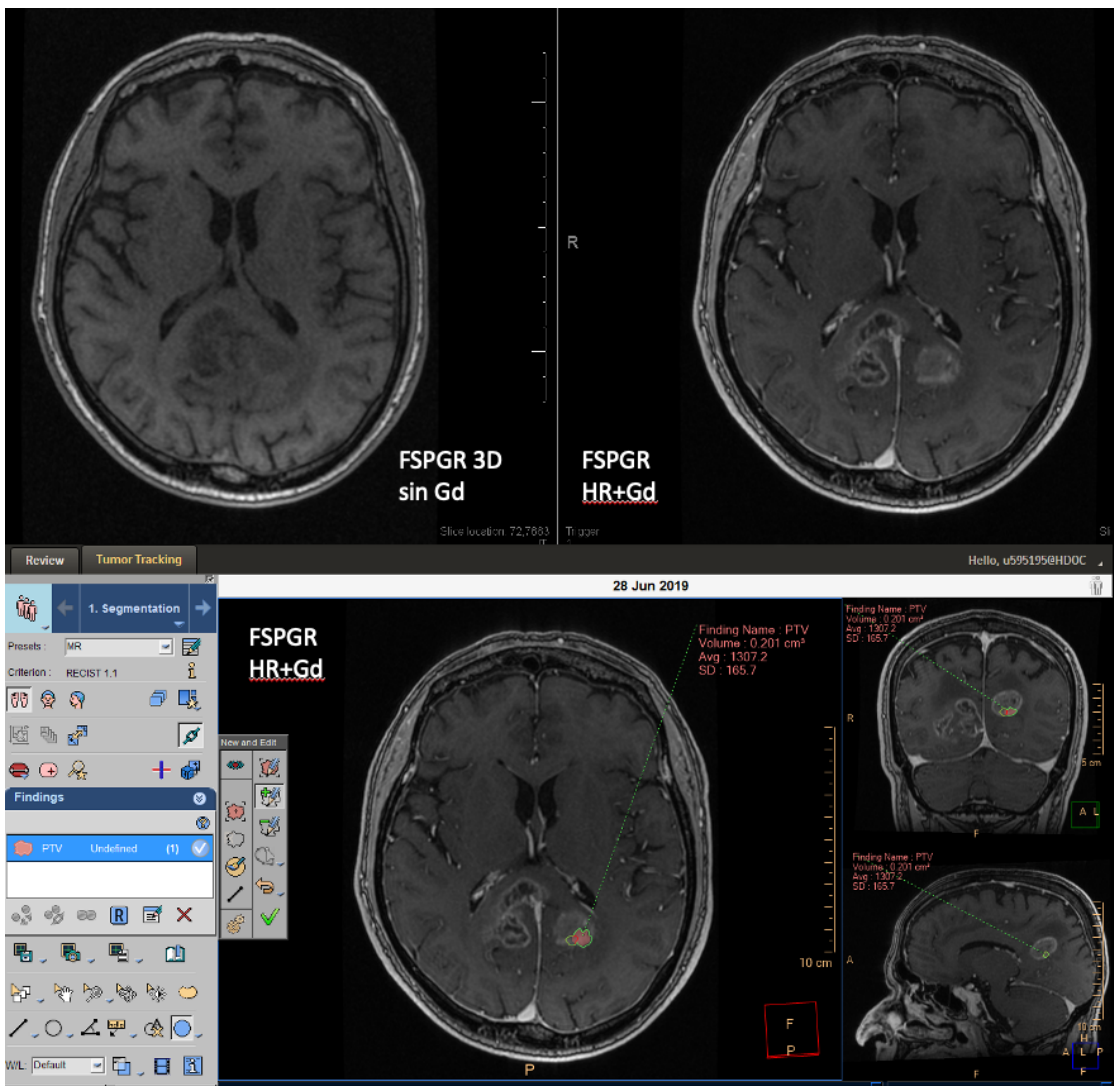 R
FSPGR 3D
sin Gd
FSPGR
HR+Gd
Slice location: 72,7663
Trigger
Review
Tumor Tracking
Hello, u595195@HDOC
28 Jun 2019
1. Segmentation
Presets :
MR
Criterion :
RECIST 1.1
Findings
PTV
Undefined
(1)
R
W/L:
Default
New and Edit
FSPGR
HR+Gd
Finding Name : PTV
Volume : 0.201 cm³
Avg : 1307.2
SD : 165.7
10 cm
F
P
P
Finding Name : PTV
Volume : 0.201 cm³
Avg : 1307.2
SD : 165.7
R
5 cm
A L
F
Finding Name : PTV
Volume : 0.201 cm³
Avg : 1307.2
SD : 165.7
A
10 cm
H
A L P
F
F